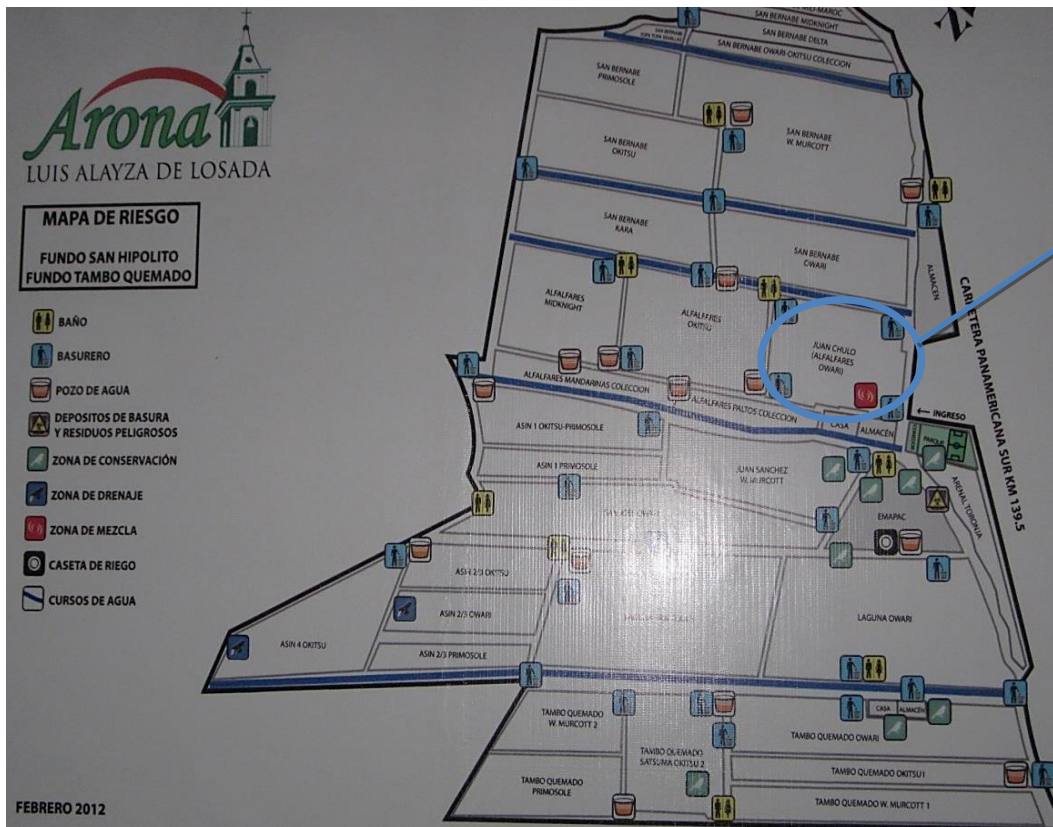 Arona
LUIS ALAYZA DE LOSADA
MAPA DE RIESGO
FUNDO SAN HIPOLITO
FUNDO TAMBO QUEMADO
BAÑO
BASURERO
POZO DE AGUA
DEPOSITOS DE BASURA
Y RESIDUOS PELIGROSOS
ZONA DE CONSERVACIÓN
ZONA DE DRENAJE
ZONA DE MEZCLA
CASETA DE RIEGO
CURSOS DE AGUA
FEBRERO 2012
N
SAN BERNABE MIDKNIGHT
SAN BERNABE DELTA
SAN BERNABE OWARI-OKITSU COLECCION
SAN BERNABE
PRIMOSOLE
SAN BERNABE
W. MURCOTT
SAN BERNABE
OKITSU
SAN BERNABE
KARA
SAN BERNABE
OWARI
ALMACEN
CARRETERA PANAMERICANA SUR KM 139.5
ALFALFARES
MIDKNIGHT
ALFALFARES
OKITSU
JUAN CHULO
(ALFALFARES
OWARI)
ALFALFARES MANDARINAS COLECCION
ALFALFARES PALTOS COLECCION
INGRESO
CASA
ALMACÉN
PARQUE
ASIN 1 OKITSU-PRIMOSOLE
ASIN 1 PRIMOSOLE
JUAN SANCHEZ
W. MURCOTT
ARENAL TORONJA
EMAPAC
ASIN 2/3 OKITSU
ASIN 2/3 OWARI
ASIN 2/3 PRIMOSOLE
ASIN 4 OKITSU
LAGUNA OWARI
TAMBO QUEMADO
W. MURCOTT 2
TAMBO QUEMADO
SATSUMA OKITSU 2
CASA
ALMACÉN
TAMBO QUEMADO OWARI
TAMBO QUEMADO OKITSU1
TAMBO QUEMADO
PRIMOSOLE
TAMBO QUEMADO W. MURCOTT 1